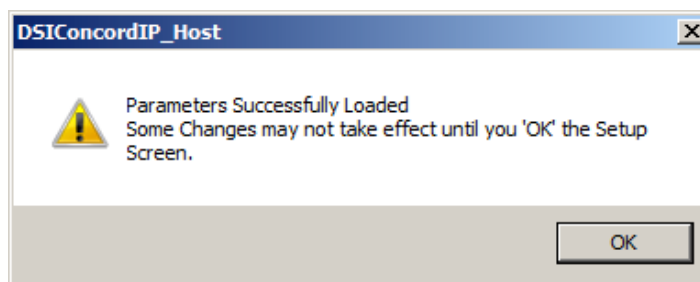 DSIConcordIP_Host
Parameters Successfully Loaded
Some Changes may not take effect until you 'OK' the Setup
Screen.
OK